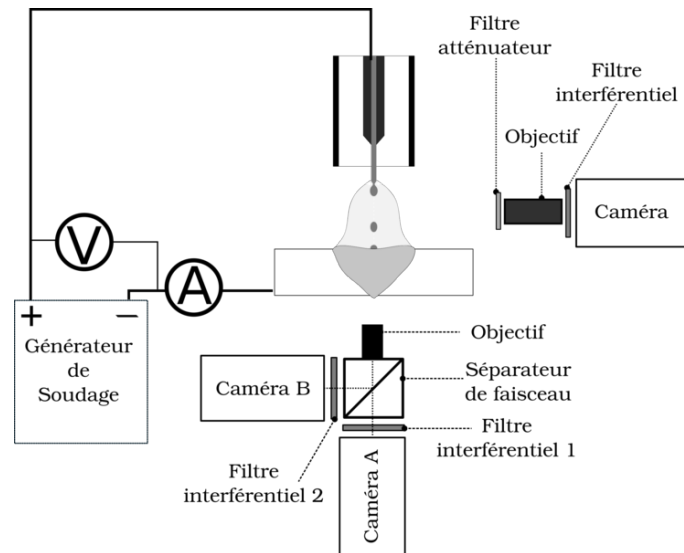 Filtre
atténuateur
Filtre
interférentiel
Objectif
Caméra
V
A
+ −
Générateur
de
Soudage
Objectif
Caméra B
Séparateur
de faisceau
Filtre
interférentiel 1
Filtre
interférentiel 2
Caméra A